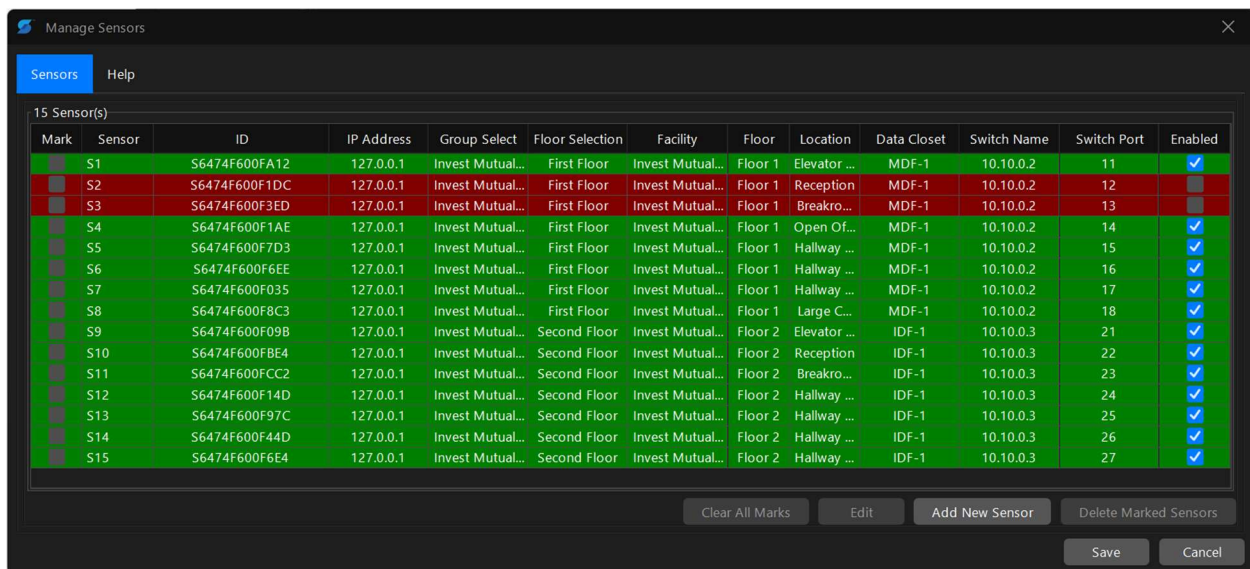 Manage Sensors
Sensors Help
15 Sensor(s)
Mark Sensor ID IP Address Group Select Floor Selection Facility Floor Location Data Closet Switch Name Switch Port Enabled
S1 S6474F600FA12 127.0.0.1 Invest Mutual... First Floor Invest Mutual... Floor 1 Elevator ... MDF-1 10.10.0.2 11
S2 S6474F600F1DC 127.0.0.1 Invest Mutual... First Floor Invest Mutual... Floor 1 Reception MDF-1 10.10.0.2 12
S3 S6474F600F3ED 127.0.0.1 Invest Mutual... First Floor Invest Mutual... Floor 1 Breakro... MDF-1 10.10.0.2 13
S4 S6474F600F1AE 127.0.0.1 Invest Mutual... First Floor Invest Mutual... Floor 1 Open Of... MDF-1 10.10.0.2 14
S5 S6474F600F7D3 127.0.0.1 Invest Mutual... First Floor Invest Mutual... Floor 1 Hallway ... MDF-1 10.10.0.2 15
S6 S6474F600F6EE 127.0.0.1 Invest Mutual... First Floor Invest Mutual... Floor 1 Hallway ... MDF-1 10.10.0.2 16
S7 S6474F600F035 127.0.0.1 Invest Mutual... First Floor Invest Mutual... Floor 1 Hallway ... MDF-1 10.10.0.2 17
S8 S6474F600F8C3 127.0.0.1 Invest Mutual... First Floor Invest Mutual... Floor 1 Large C... MDF-1 10.10.0.2 18
S9 S6474F600F09B 127.0.0.1 Invest Mutual... Second Floor Invest Mutual... Floor 2 Elevator ... IDF-1 10.10.0.3 21
S10 S6474F600FBE4 127.0.0.1 Invest Mutual... Second Floor Invest Mutual... Floor 2 Reception IDF-1 10.10.0.3 22
S11 S6474F600FCC2 127.0.0.1 Invest Mutual... Second Floor Invest Mutual... Floor 2 Breakro... IDF-1 10.10.0.3 23
S12 S6474F600F14D 127.0.0.1 Invest Mutual... Second Floor Invest Mutual... Floor 2 Hallway ... IDF-1 10.10.0.3 24
S13 S6474F600F97C 127.0.0.1 Invest Mutual... Second Floor Invest Mutual... Floor 2 Hallway ... IDF-1 10.10.0.3 25
S14 S6474F600F44D 127.0.0.1 Invest Mutual... Second Floor Invest Mutual... Floor 2 Hallway ... IDF-1 10.10.0.3 26
S15 S6474F600F6E4 127.0.0.1 Invest Mutual... Second Floor Invest Mutual... Floor 2 Hallway ... IDF-1 10.10.0.3 27
Clear All Marks Edit Add New Sensor Delete Marked Sensors
Save Cancel